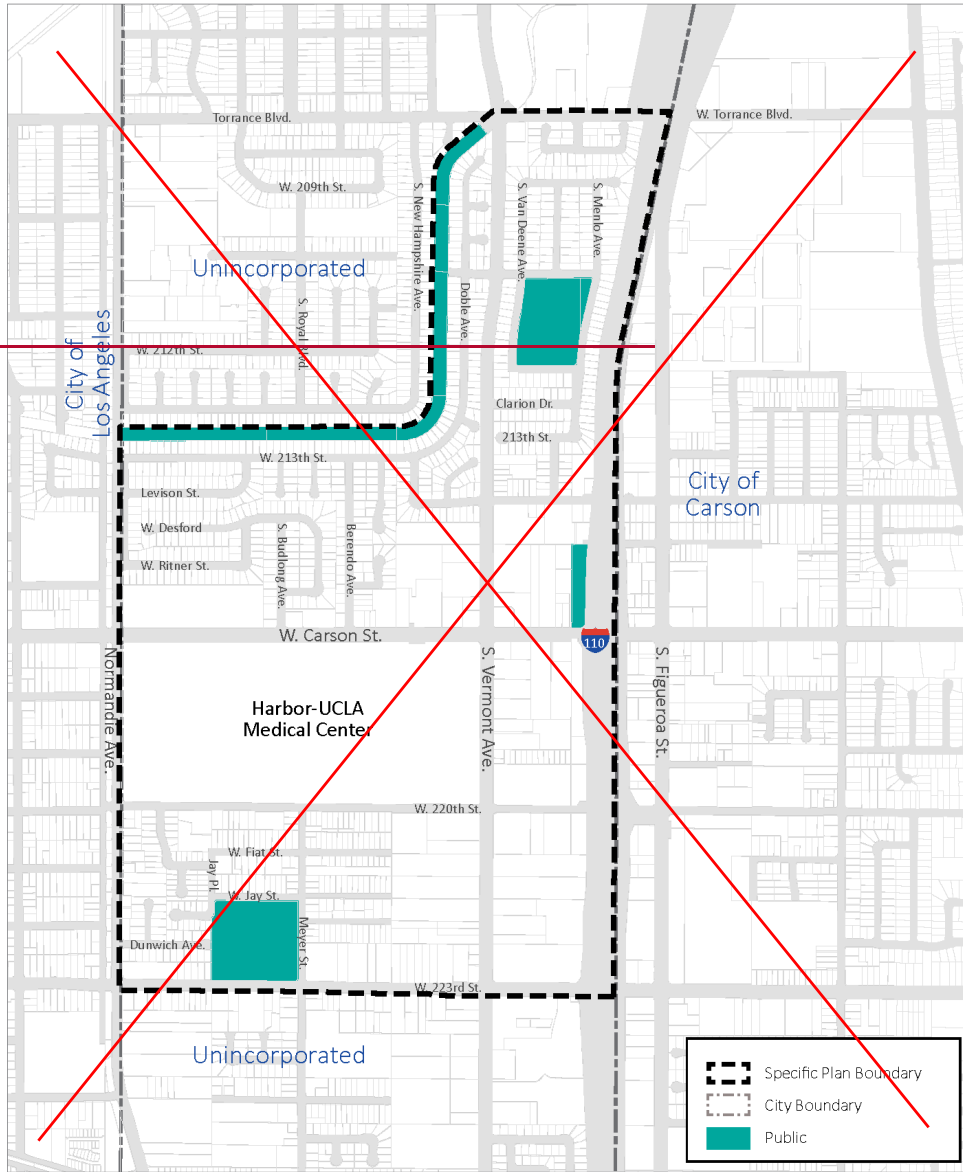 Torrance Blvd.
W. Torrance Blvd.
W. 209th St.
S. New Hampshire Ave.
S. Van Deene Ave.
S. Menlo Ave.
Unincorporated
Doble Ave.
S. Royal Blvd.
W. 212th St.
City of
Los Angeles
Clarion Dr.
213th St.
W. 213th St.
City of
Carson
Levison St.
W. Desford
S. Budlong Ave.
Berendo Ave.
W. Ritner St.
W. Carson St.
110
Normandie Ave.
S. Vermont Ave.
S. Figueroa St.
Harbor-UCLA
Medical Center
W. 220th St.
W. Fiat St.
Jay Pl.
W. Jay St.
Meyer St.
Dunwich Ave.
W. 223rd St.
Unincorporated
Specific Plan Boundary
City Boundary
Public